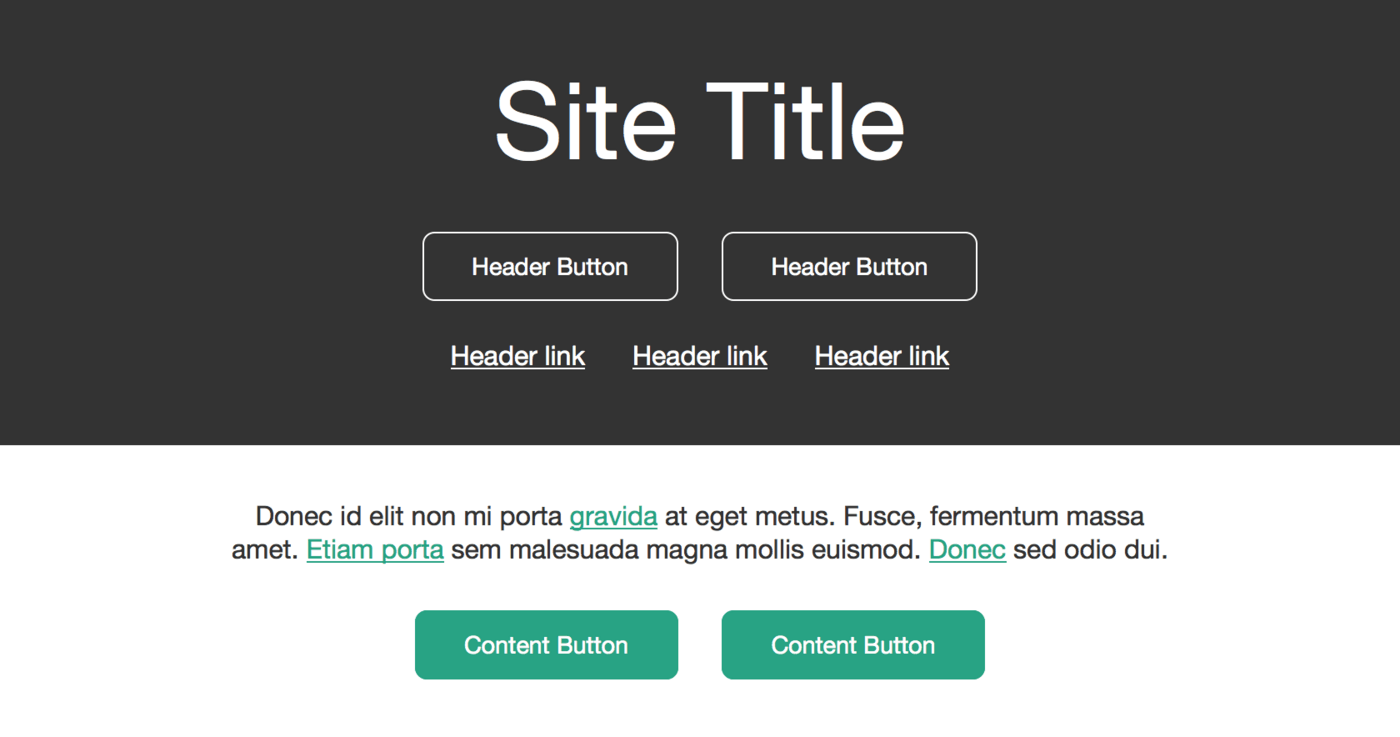 Site Title
Header Button Header Button
Header link Header link Header link
Donec id elit non mi porta gravida at eget metus. Fusce, fermentum massa
amet. Etiam porta sem malesuada magna mollis euismod. Donec sed odio dui.
Content Button Content Button